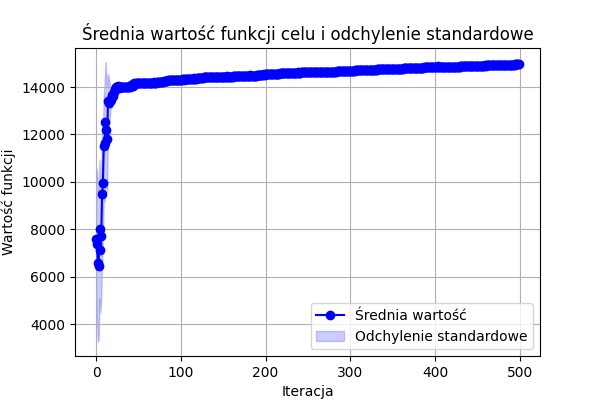 Średnia wartość funkcji celu i odchylenie standardowe
Wartość funkcji
14000
12000
10000
8000
6000
4000
0
100
200
300
400
500
Iteracja
Średnia wartość
Odchylenie standardowe